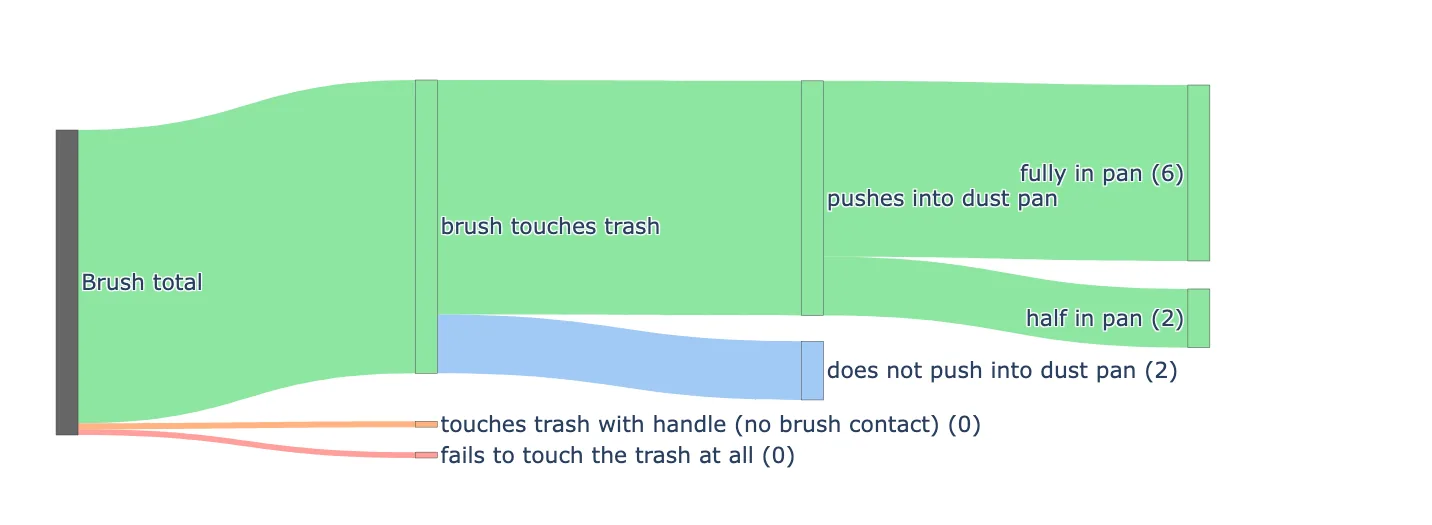 Brush total
brush touches trash
touches trash with handle (no brush contact) (0)
fails to touch the trash at all (0)
pushes into dust pan
does not push into dust pan (2)
fully in pan (6)
half in pan (2)